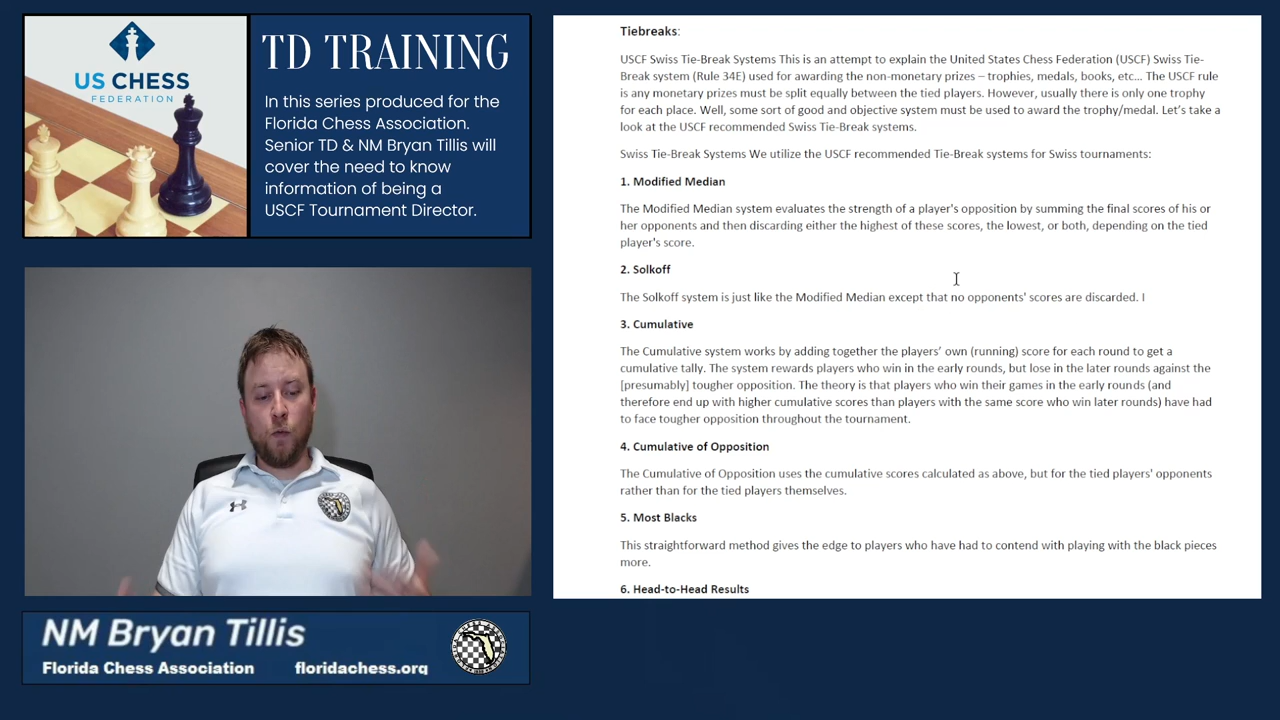 US CHESS
FEDERATION
TD TRAINING
In this series produced for the
Florida Chess Association.
Senior TD & NM Bryan Tillis will
cover the need to know
information of being a
USCF Tournament Director.
NM Bryan Tillis
Florida Chess Association floridachess.org
Tiebreaks:
USCF Swiss Tie-Break Systems This is an attempt to explain the United States Chess Federation (USCF) Swiss Tie-
Break system (Rule 34E) used for awarding the non-monetary prizes – trophies, medals, books, etc... The USCF rule
is any monetary prizes must be split equally between the tied players. However, usually there is only one trophy
for each place. Well, some sort of good and objective system must be used to award the trophy/medal. Let's take a
look at the USCF recommended Swiss Tie-Break systems.
Swiss Tie-Break Systems We utilize the USCF recommended Tie-Break systems for Swiss tournaments:
1. Modified Median
The Modified Median system evaluates the strength of a player's opposition by summing the final scores of his or
her opponents and then discarding either the highest of these scores, the lowest, or both, depending on the tied
player's score.
2. Solkoff
The Solkoff system is just like the Modified Median except that no opponents' scores are discarded. I
3. Cumulative
The Cumulative system works by adding together the players' own (running) score for each round to get a
cumulative tally. The system rewards players who win in the early rounds, but lose in the later rounds against the
[presumably] tougher opposition. The theory is that players who win their games in the early rounds (and
therefore end up with higher cumulative scores than players with the same score who win later rounds) have had
to face tougher opposition throughout the tournament.
4. Cumulative of Opposition
The Cumulative of Opposition uses the cumulative scores calculated as above, but for the tied players' opponents
rather than for the tied players themselves.
5. Most Blacks
This straightforward method gives the edge to players who have had to contend with playing with the black pieces
more.
6. Head-to-Head Results